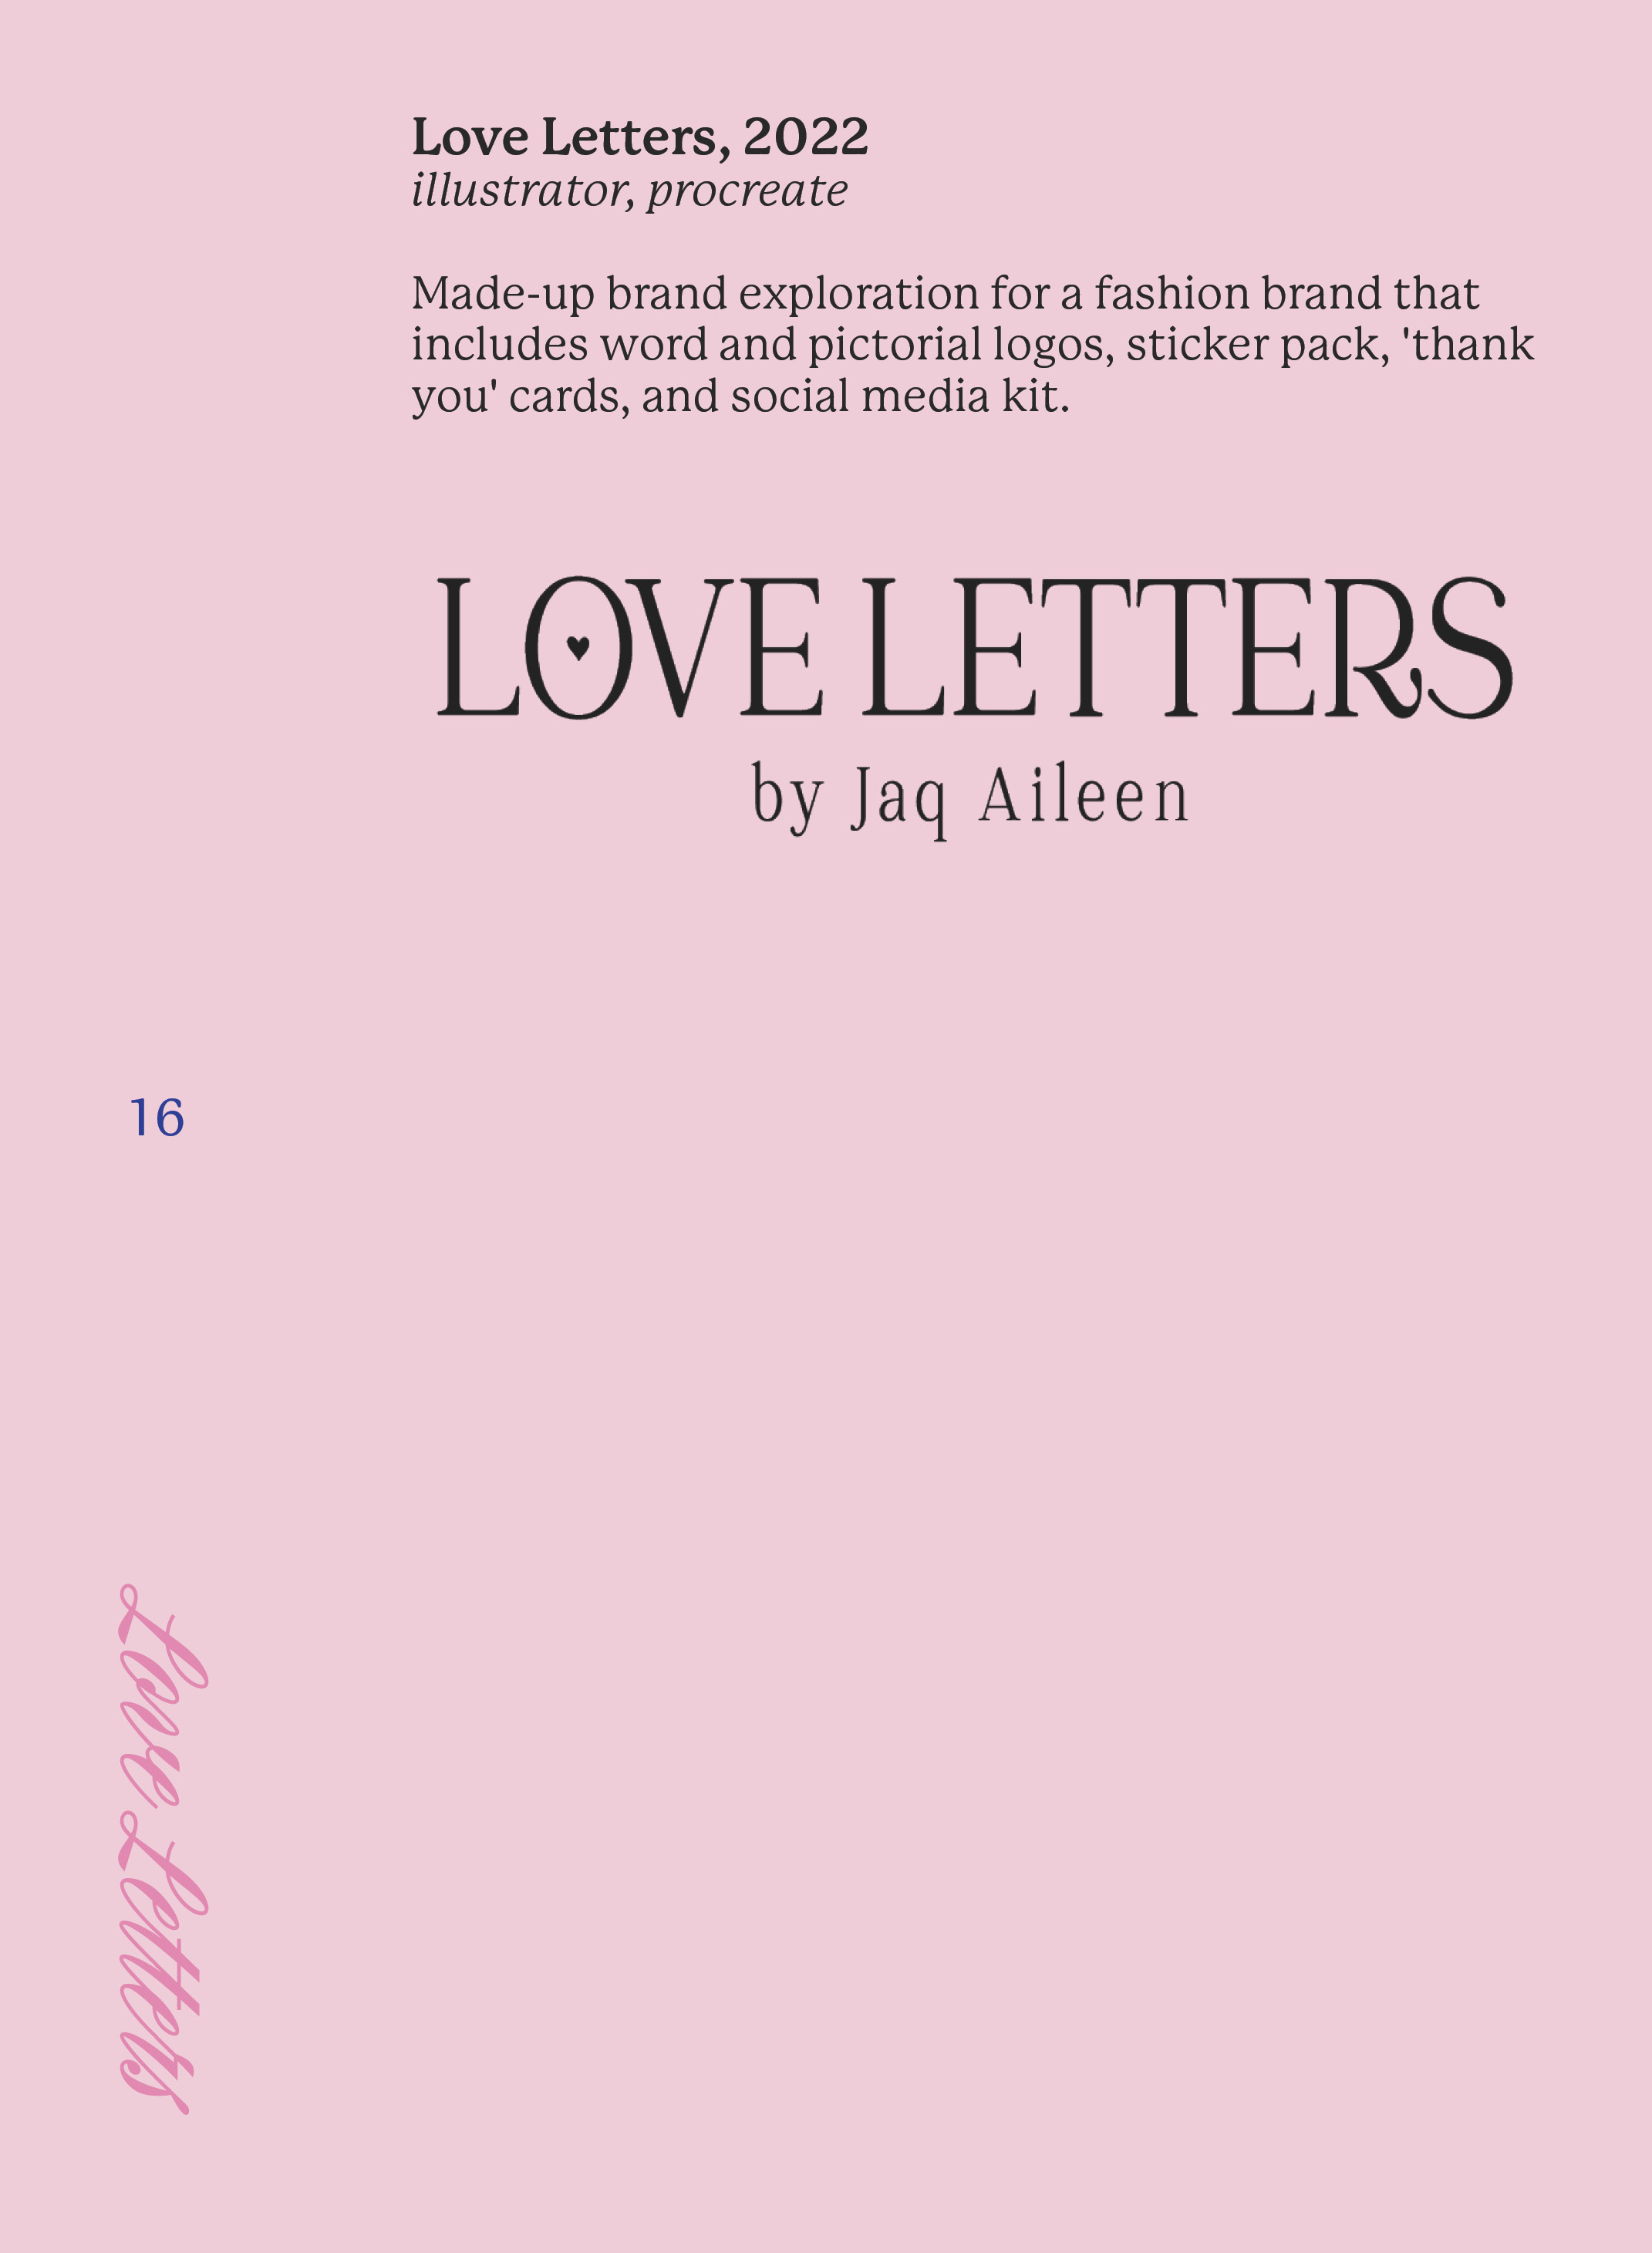 Love Letters, 2022
illustrator, procreate
Made-up brand exploration for a fashion brand that
includes word and pictorial logos, sticker pack, 'thank
you' cards, and social media kit.
LOVE LETTERS
by Jaq Aileen
16
Love Letters